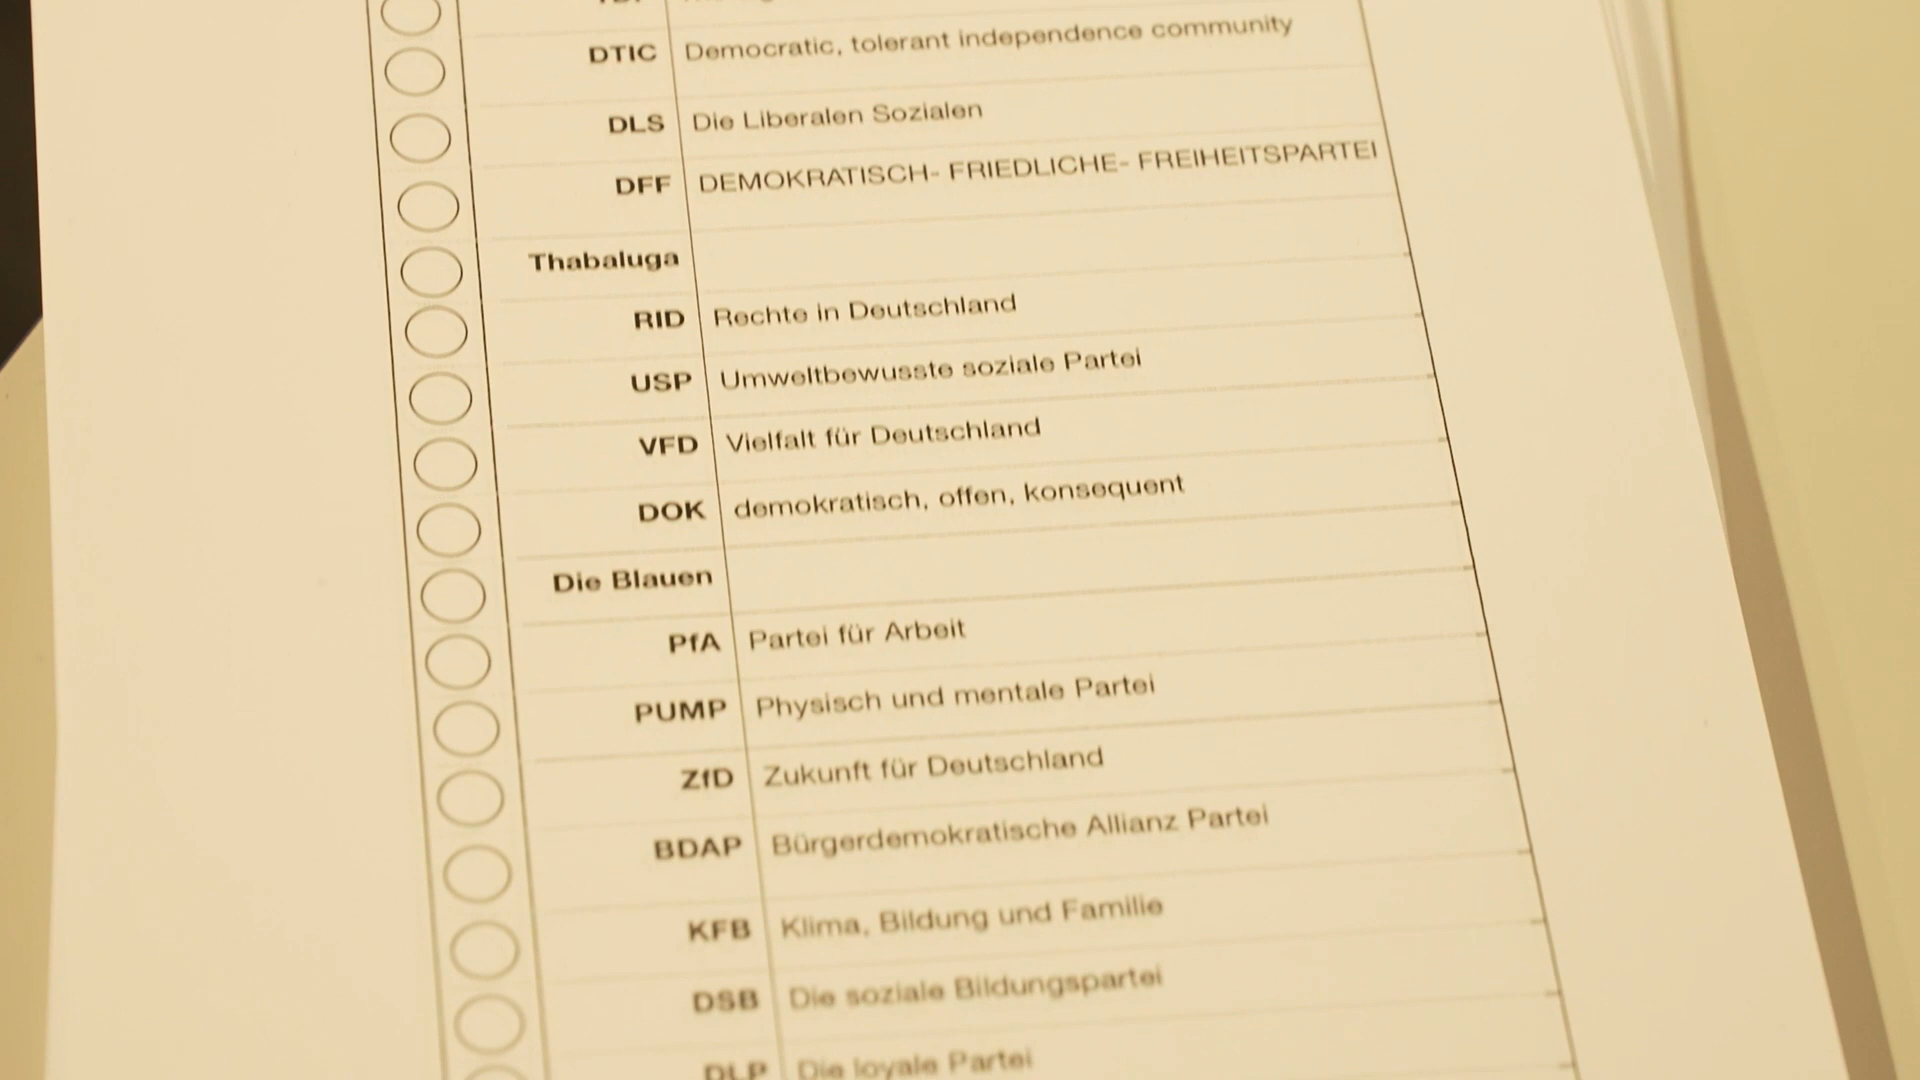 DTIC Democratic, tolerant independence community
DLS Die Liberalen Sozialen
DFF DEMOKRATISCH- FRIEDLICHE- FREIHEITSPARTEI
Thabaluga
RID Rechte in Deutschland
USP Umweltbewusste soziale Partei
VFD Vielfalt für Deutschland
DOK demokratisch, offen, konsequent
Die Blauen
PfA Partei für Arbeit
PUMP Physisch und mentale Partei
ZfD Zukunft für Deutschland
BDAP Bürgerdemokratische Allianz Partei
KFB Klima, Bildung und Familie
DSB Die soziale Bildungspartei
DLP Die loyale Partei